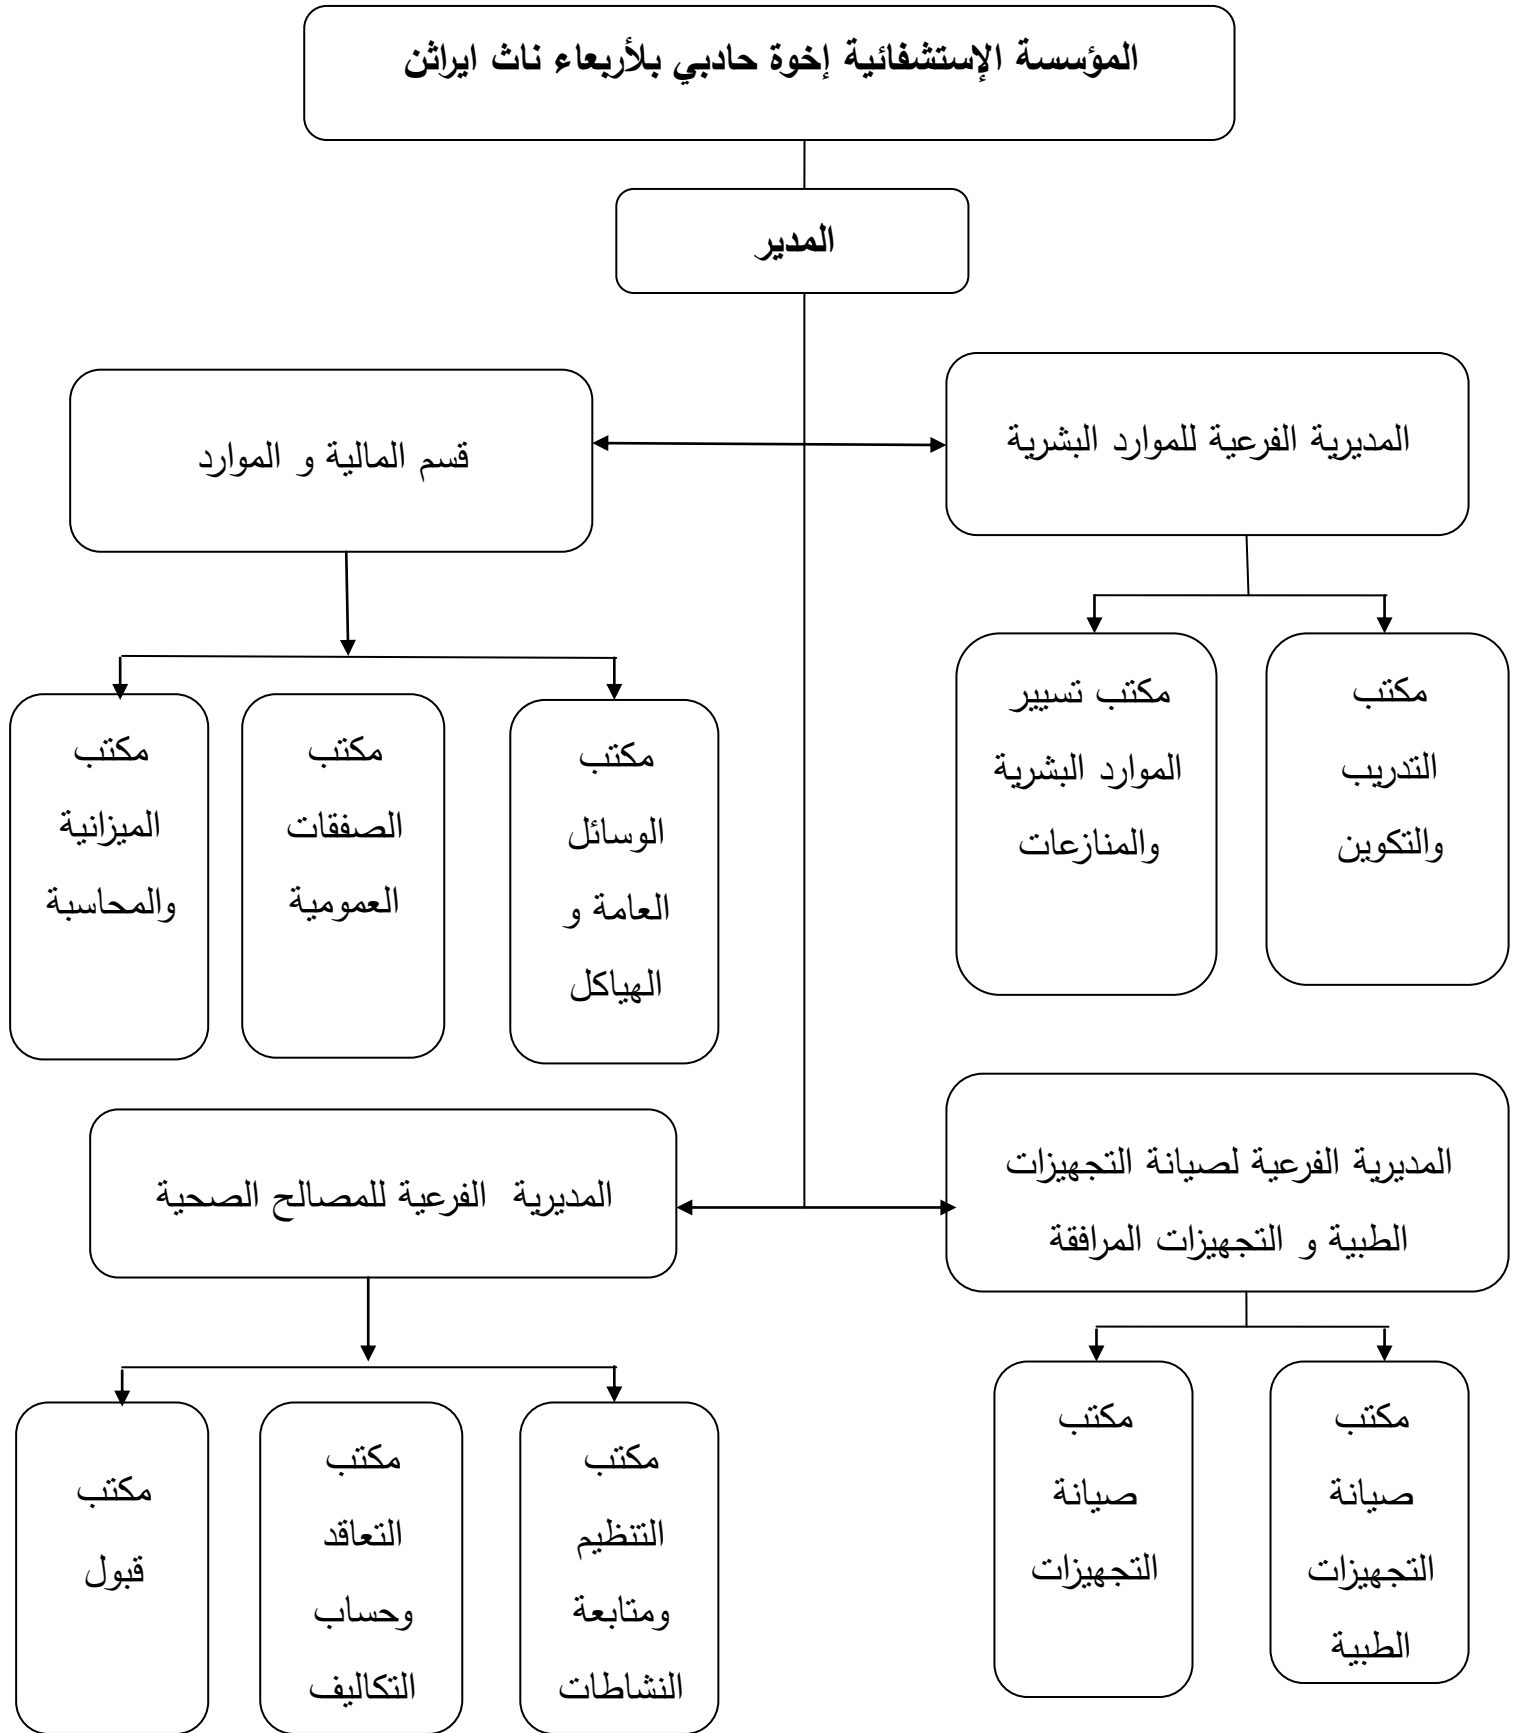 المؤسسة الإستشفائية إخوة حادبي بلأربعاء ناث ايراثن
المدير
المديرية الفرعية للموارد البشرية
قسم المالية و الموارد
مكتب
التدريب
والتكوين
مكتب تسيير
الموارد البشرية
والمنازعات
مكتب
الوسائل
العامة و
الهياكل
مكتب
الصفقات
العمومية
مكتب
الميزانية
والمحاسبة
المديرية الفرعية لصيانة التجهيزات
الطبية و التجهيزات المرافقة
المديرية الفرعية للمصالح الصحية
مكتب
صيانة
التجهيزات
الطبية
مكتب
صيانة
التجهيزات
مكتب
التنظيم
ومتابعة
النشاطات
مكتب
التعاقد
وحساب
التكاليف
مكتب
قبول